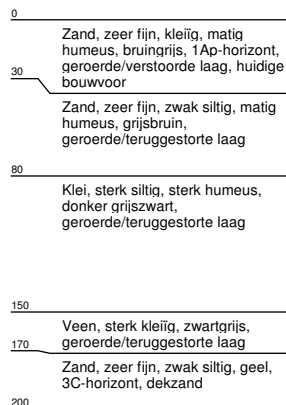 0
Zand, zeer fijn, kleiïg, matig
humeus, bruingrijs, 1Ap-horizont,
geroerde/verstoorde laag, huidige
bouwvoor
30
Zand, zeer fijn, zwak siltig, matig
humeus, grijsbruin,
geroerde/teruggestorte laag
80
Klei, sterk siltig, sterk humeus,
donker grijszwart,
geroerde/teruggestorte laag
150
Veen, sterk kleiïg, zwartgrijs,
geroerde/teruggestorte laag
170
Zand, zeer fijn, zwak siltig, geel,
3C-horizont, dekzand
200